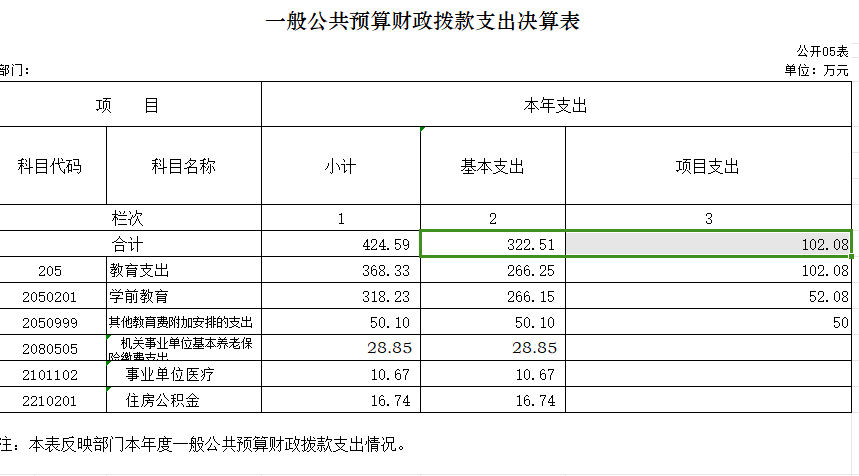 一般公共预算财政拨款支出决算表
公开05表
部门：
单位：万元
项 目 本年支出
科目代码 科目名称 小计 基本支出 项目支出
栏次 1 2 3
合计 424.59 322.51 102.08
205 教育支出 368.33 266.25 102.08
2050201 学前教育 318.23 266.15 52.08
2050999 其他教育费附加安排的支出 50.10 50.10 50
2080505 机关事业单位基本养老保
险缴费支出 28.85 28.85
2101102 事业单位医疗 10.67 10.67
2210201 住房公积金 16.74 16.74
注：本表反映部门本年度一般公共预算财政拨款支出情况。